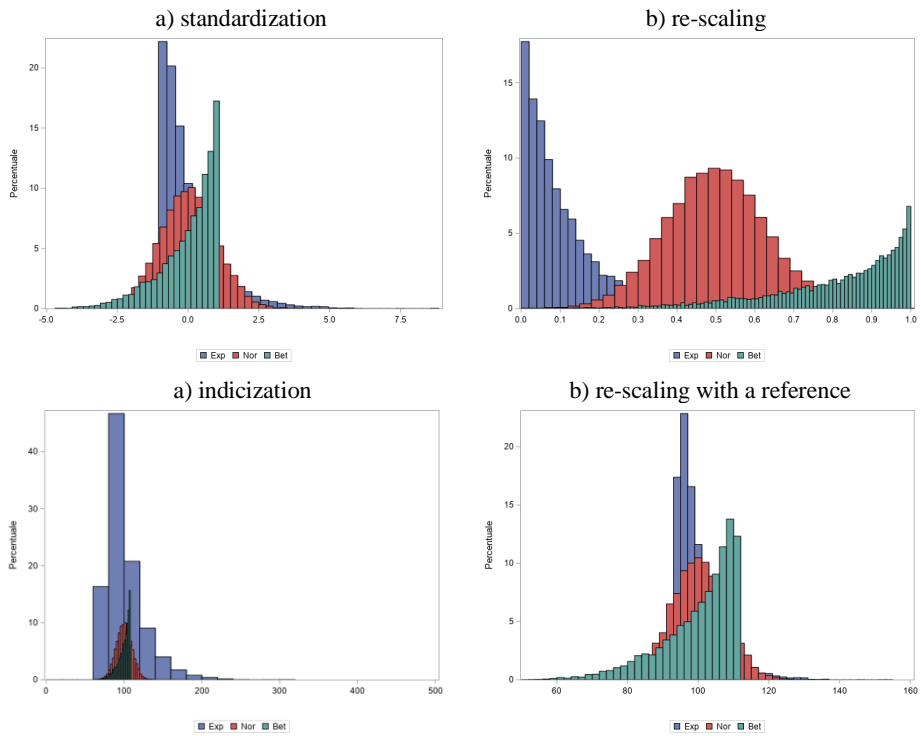 a) standardization
b) re-scaling
Percentuale
20
15
10
5
0
-5.0 -2.5 0.0 2.5 5.0 7.5
Exp Nor Bet
Percentuale
15
10
5
0
0.0 0.1 0.2 0.3 0.4 0.5 0.6 0.7 0.8 0.9 1.0
Exp Nor Bet
a) indicization
b) re-scaling with a reference
Percentuale
40
30
20
10
0
0 100 200 300 400 500
Exp Nor Bet
Percentuale
20
15
10
5
0
60 80 100 120 140 160
Exp Nor Bet